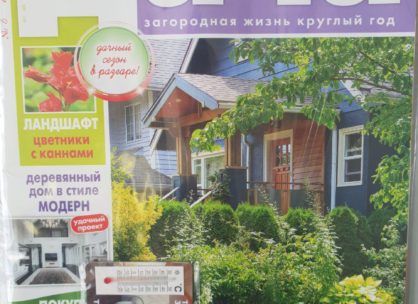 загородная жизнь круглый год
дачный
сезон
в разгаре!
ЛАНДШАФТ
цветники
с каннами
деревянный
дом в стиле
МОДЕРН
удачный
проект
C